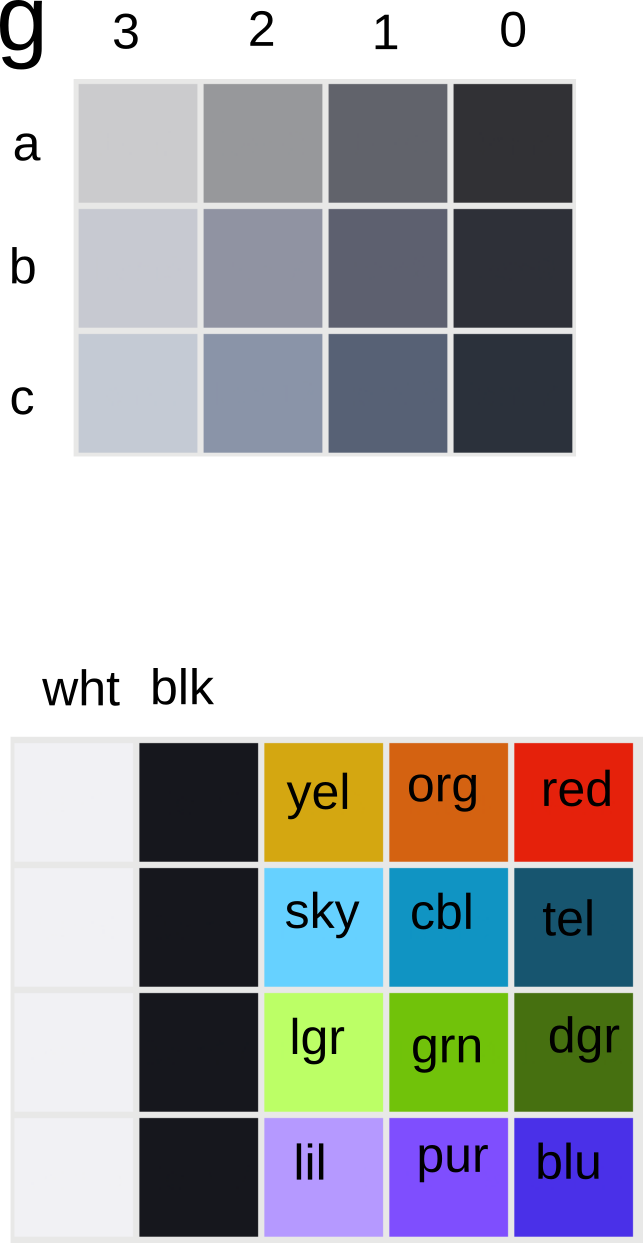 g 3 2 1 0
a
b
c
wht blk
yel org red
sky cbl tel
lgr grn dgr
lil pur blu